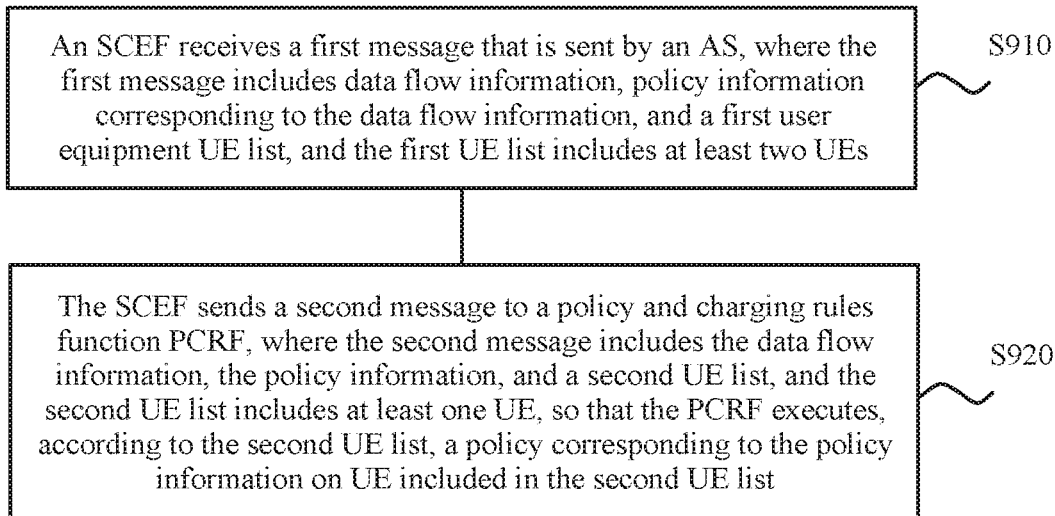 An SCEF receives a first message that is sent by an AS, where the
first message includes data flow information, policy information
corresponding to the data flow information, and a first user
equipment UE list, and the first UE list includes at least two UEs
S910
The SCEF sends a second message to a policy and charging rules
function PCRF, where the second message includes the data flow
information, the policy information, and a second UE list, and the
second UE list includes at least one UE, so that the PCRF executes,
according to the second UE list, a policy corresponding to the policy
information on UE included in the second UE list
S920